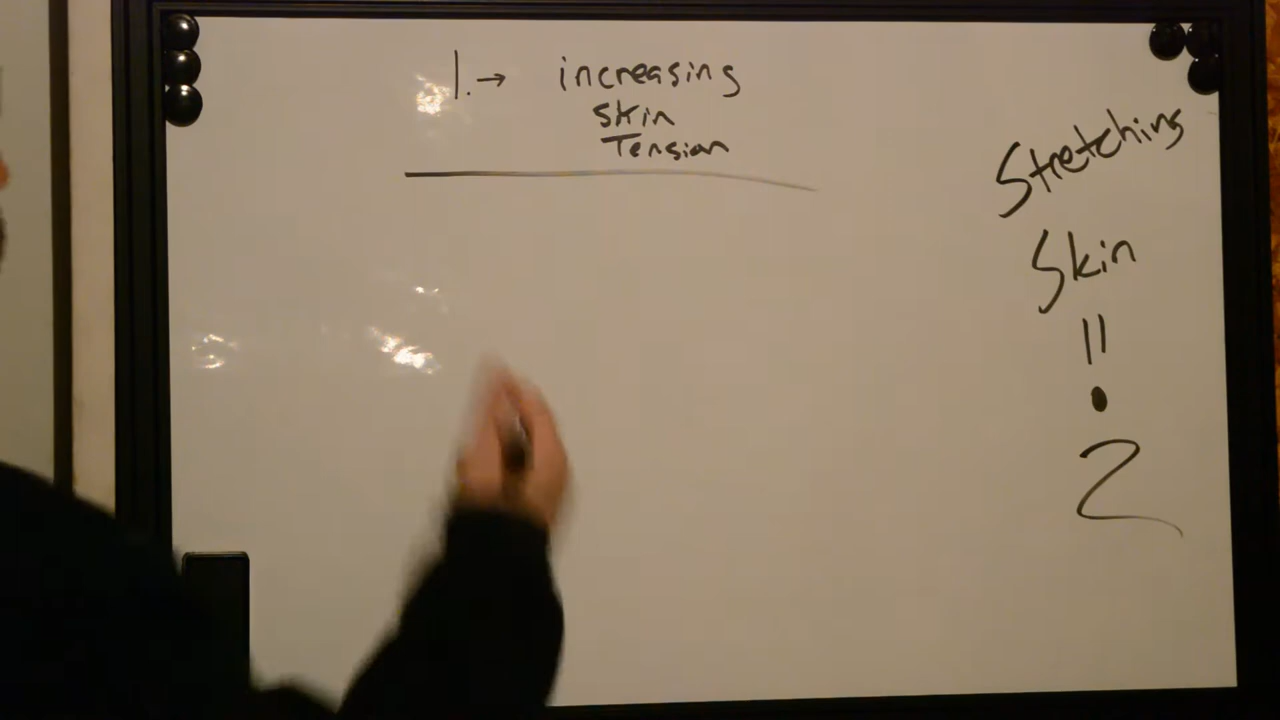 1. → increasing
skin
Tension
Stretching
Skin
||
•
2